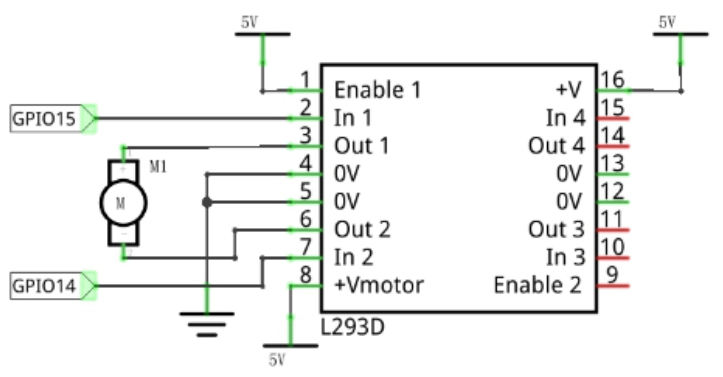 5V 5V
1 Enable 1 +V 16
GPIO15 2 In 1 In 4 15
3 Out 1 Out 4 14
4 0V 0V 13
M1
M 5 0V 0V 12
6 Out 2 Out 3 11
7 In 2 In 3 10
GPIO14 8 +Vmotor Enable 2 9
L293D
5V